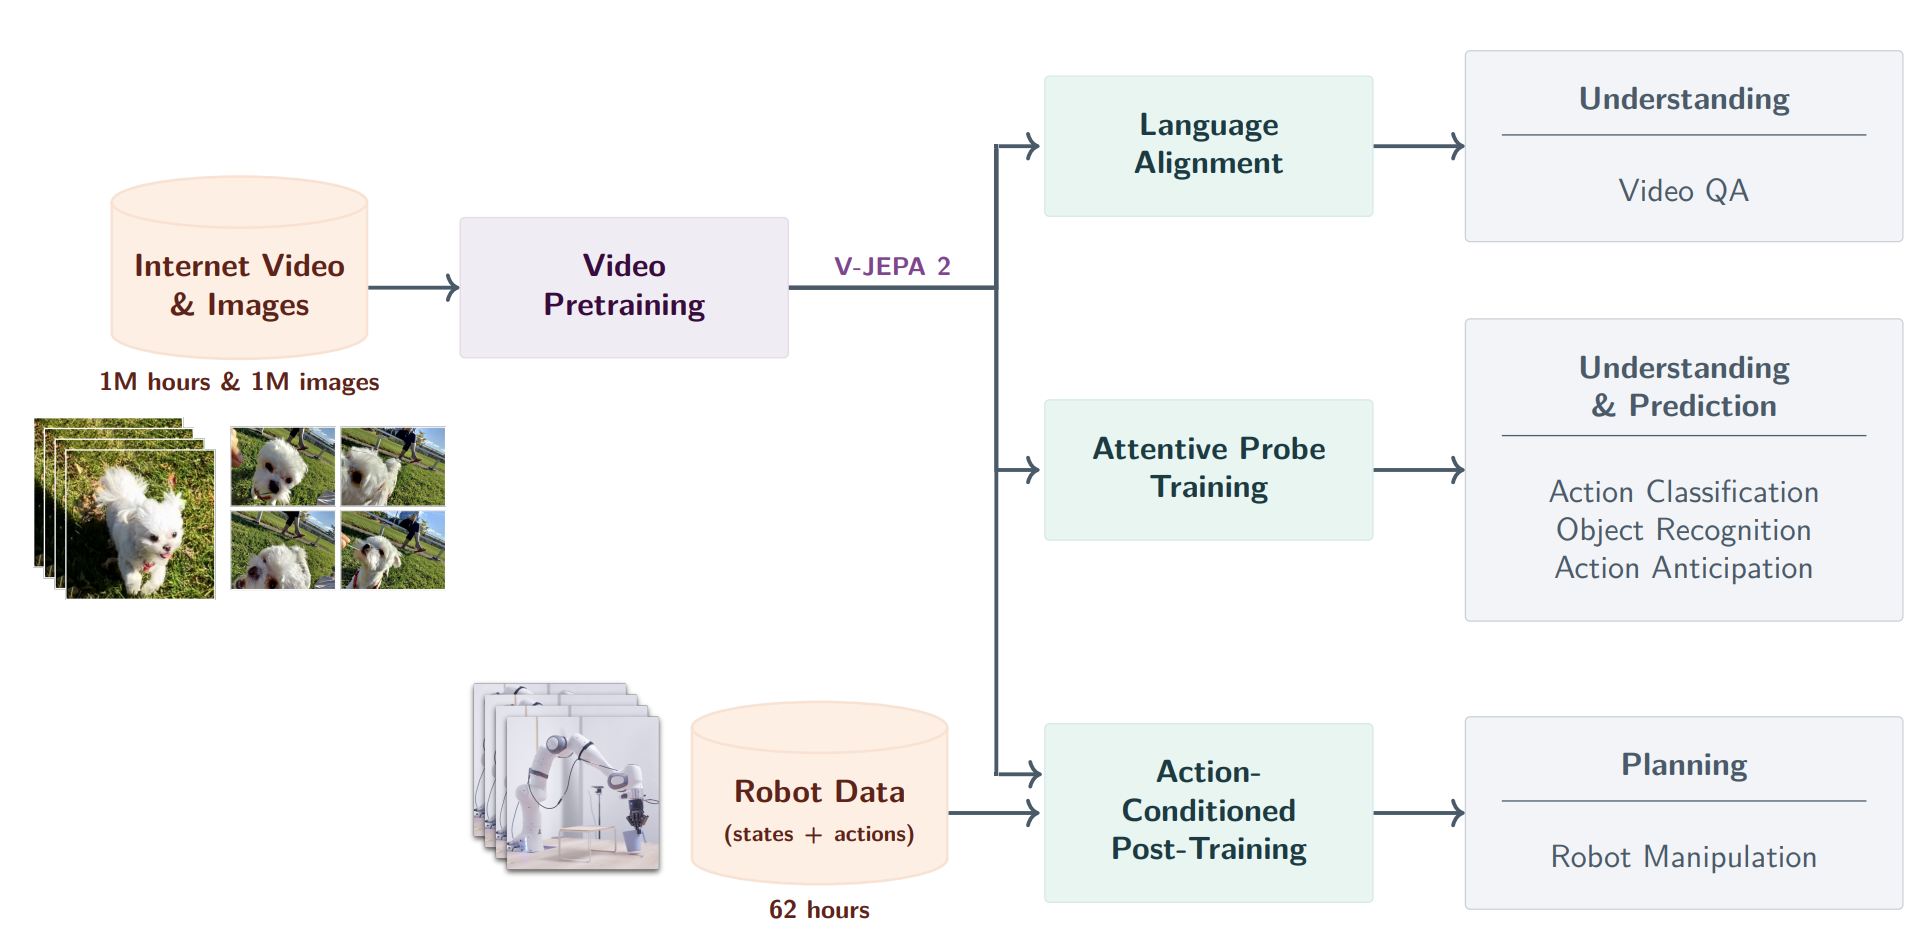 Internet Video
& Images
1M hours & 1M images
Video
Pretraining
V-JEPA 2
Language
Alignment
Understanding
Video QA
Attentive Probe
Training
Understanding
& Prediction
Action Classification
Object Recognition
Action Anticipation
Robot Data
(states + actions)
62 hours
Action-
Conditioned
Post-Training
Planning
Robot Manipulation